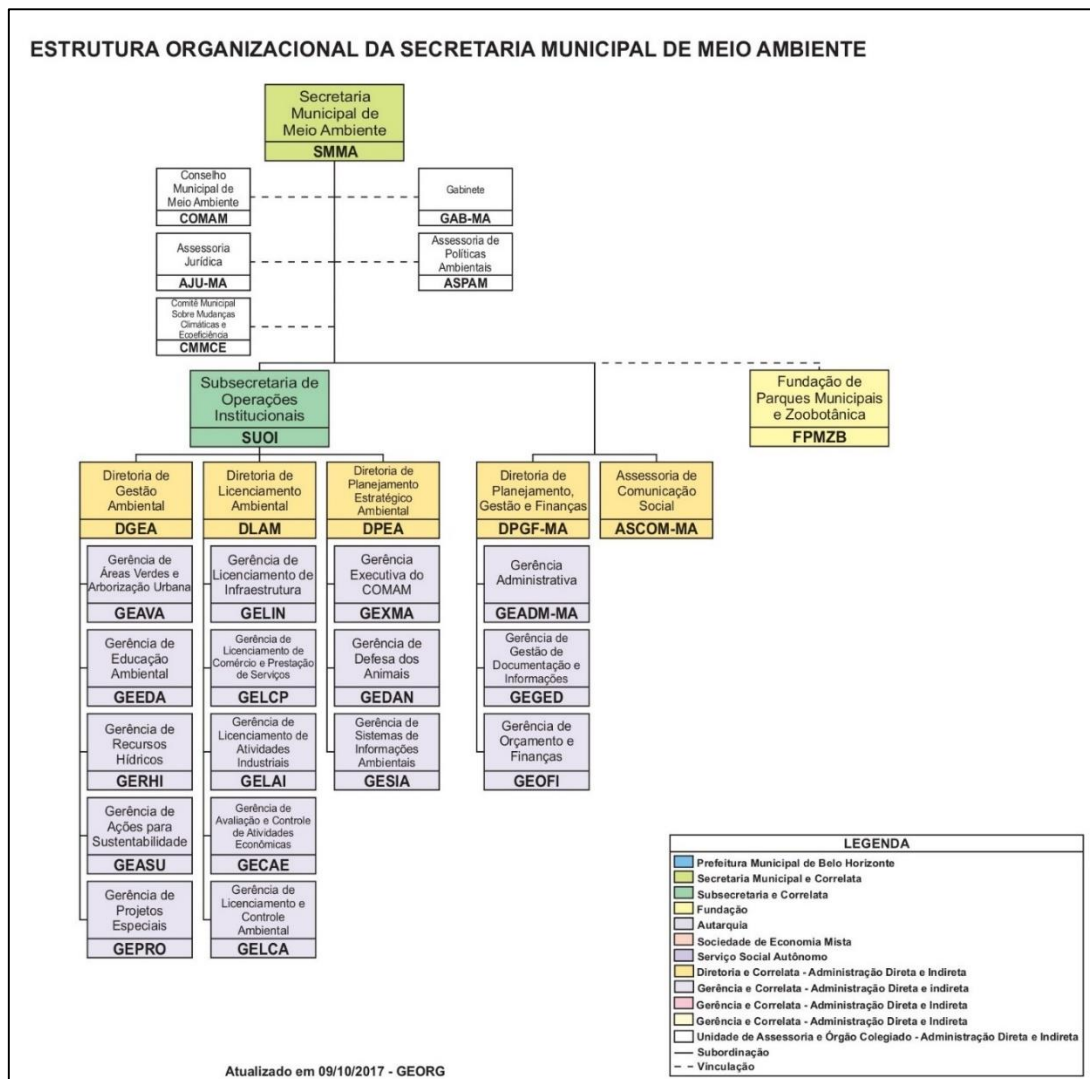 ESTRUTURA ORGANIZACIONAL DA SECRETARIA MUNICIPAL DE MEIO AMBIENTE
Secretaria
Municipal de
Meio Ambiente
SMMA
Conselho
Municipal de
Meio Ambiente
COMAM
Gabinete
GAB-MA
Assessoria
Jurídica
AJU-MA
Assessoria de
Políticas
Ambientais
ASPAM
Comitê Municipal
Sobre Mudanças
Climáticas e
Ecoeficiência
CMMCE
Subsecretaria de
Operações
Institucionais
SUOI
Fundação de
Parques Municipais
e Zoobotânica
FPMZB
Diretoria de
Gestão
Ambiental
DGEA
Diretoria de
Licenciamento
Ambiental
DLAM
Diretoria de
Planejamento
Estratégico
Ambiental
DPEA
Diretoria de
Planejamento,
Gestão e Finanças
DPGF-MA
Assessoria de
Comunicação
Social
ASCOM-MA
Gerência de
Áreas Verdes e
Arborização Urbana
GEAVA
Gerência de
Licenciamento de
Infraestrutura
GELIN
Gerência
Executiva do
COMAM
GEXMA
Gerência
Administrativa
GEADM-MA
Gerência de
Educação
Ambiental
GEEDA
Gerência de
Licenciamento de
Comércio e Prestação
de Serviços
GELCP
Gerência de
Defesa dos
Animais
GEDAN
Gerência de
Gestão de
Documentação e
Informações
GEGED
Gerência de
Recursos
Hídricos
GERHI
Gerência de
Licenciamento de
Atividades
Industriais
GELAI
Gerência de
Sistemas de
Informações
Ambientais
GESIA
Gerência de
Orçamento e
Finanças
GEOFI
Gerência de
Ações para
Sustentabilidade
GEASU
Gerência de
Avaliação e Controle
de Atividades
Econômicas
GECAE
Gerência de
Projetos
Especiais
GEPRO
Gerência de
Licenciamento e
Controle
Ambiental
GELCA
LEGENDA
Prefeitura Municipal de Belo Horizonte
Secretaria Municipal e Correlata
Subsecretaria e Correlata
Fundação
Autarquia
Sociedade de Economia Mista
Serviço Social Autônomo
Diretoria e Correlata - Administração Direta e Indireta
Gerência e Correlata - Administração Direta e indireta
Gerência e Correlata - Administração Direta e Indireta
Gerência e Correlata - Administração Direta e Indireta
Unidade de Assessoria e Órgão Colegiado - Administração Direta e Indireta
Subordinação
Vinculação
Atualizado em 09/10/2017 - GEORG